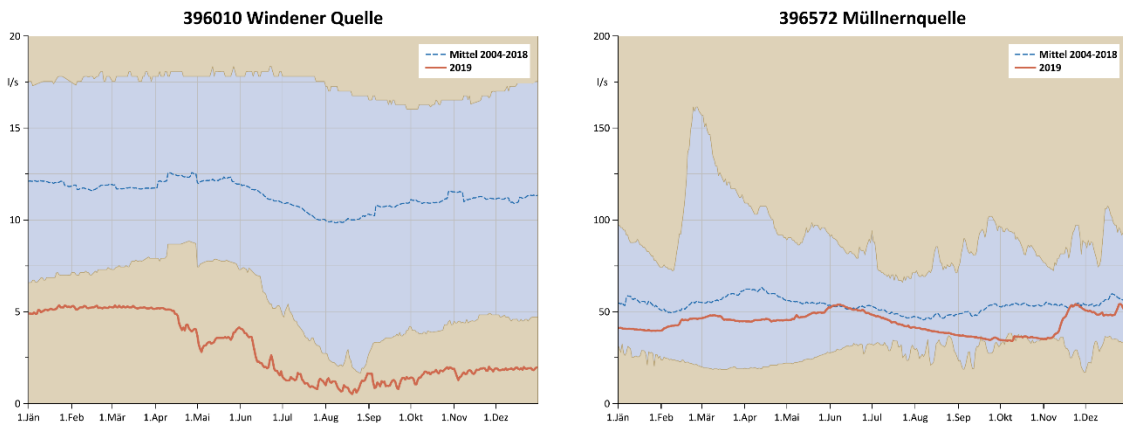 396010 Windener Quelle
20
l/s
15
10
5
0
Mittel 2004-2018
2019
1.Jän 1.Feb 1.Mär 1.Apr 1.Mai 1.Jun 1.Jul 1.Aug 1.Sep 1.Okt 1.Nov 1.Dez
396572 Müllnernquelle
200
l/s
150
100
50
0
Mittel 2004-2018
2019
1.Jän 1.Feb 1.Mär 1.Apr 1.Mai 1.Jun 1.Jul 1.Aug 1.Sep 1.Okt 1.Nov 1.Dez